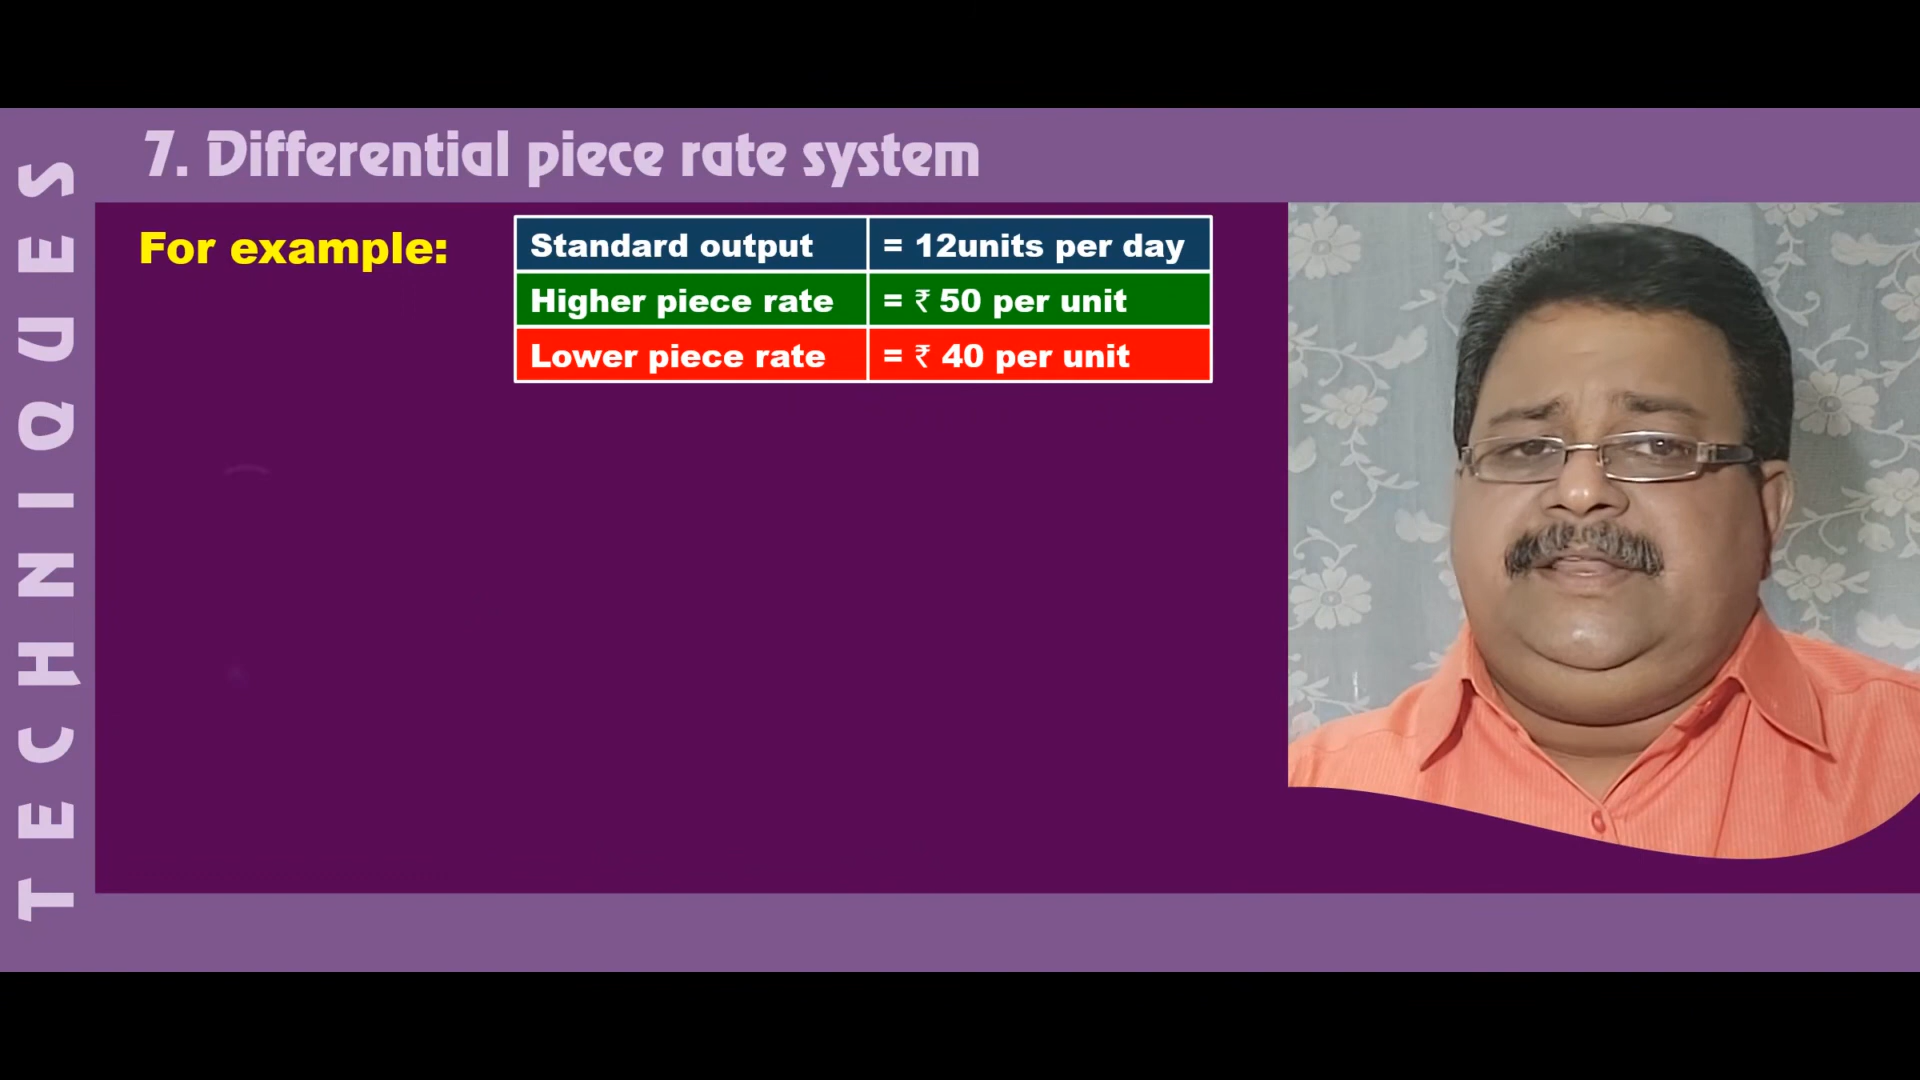 7. Differential piece rate system
TECHNIQUES
For example:
Standard output = 12units per day
Higher piece rate = ₹ 50 per unit
Lower piece rate = ₹ 40 per unit